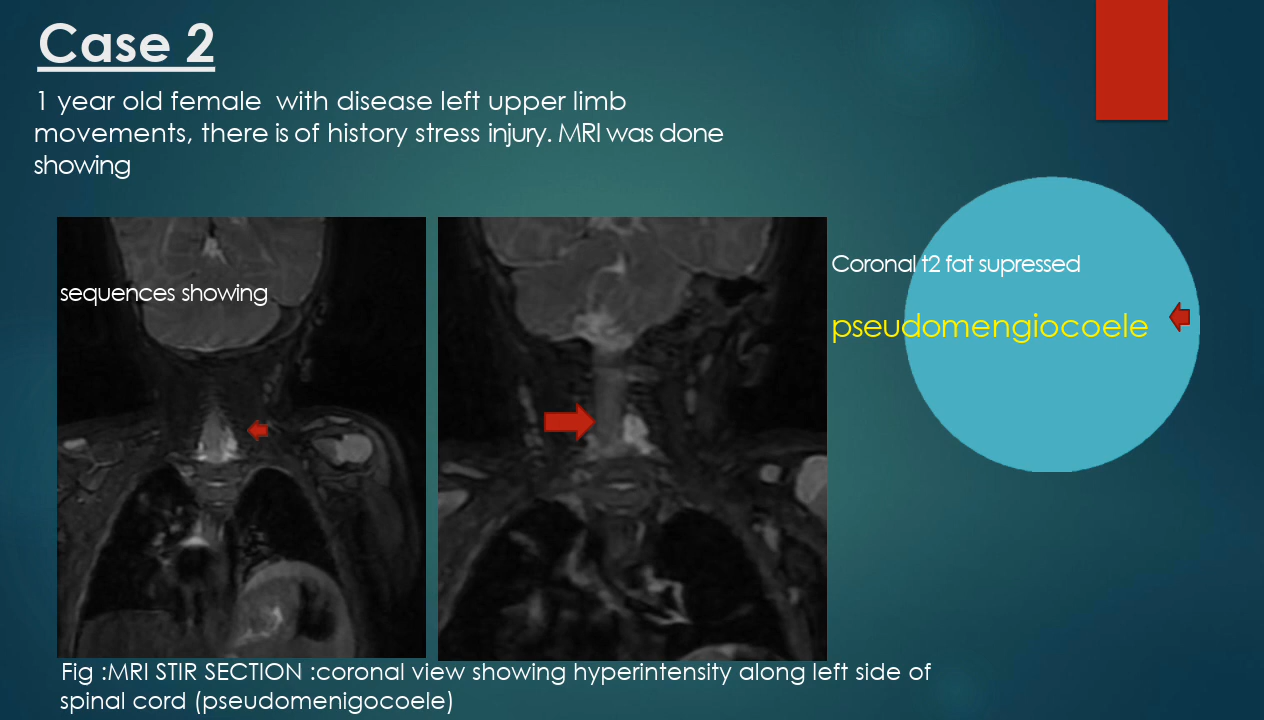 Case 2
1 year old female with disease left upper limb
movements, there is of history stress injury. MRI was done
showing
sequences showing
Coronal t2 fat supressed
pseudomengiocoele
Fig :MRI STIR SECTION :coronal view showing hyperintensity along left side of
spinal cord (pseudomenigocoele)